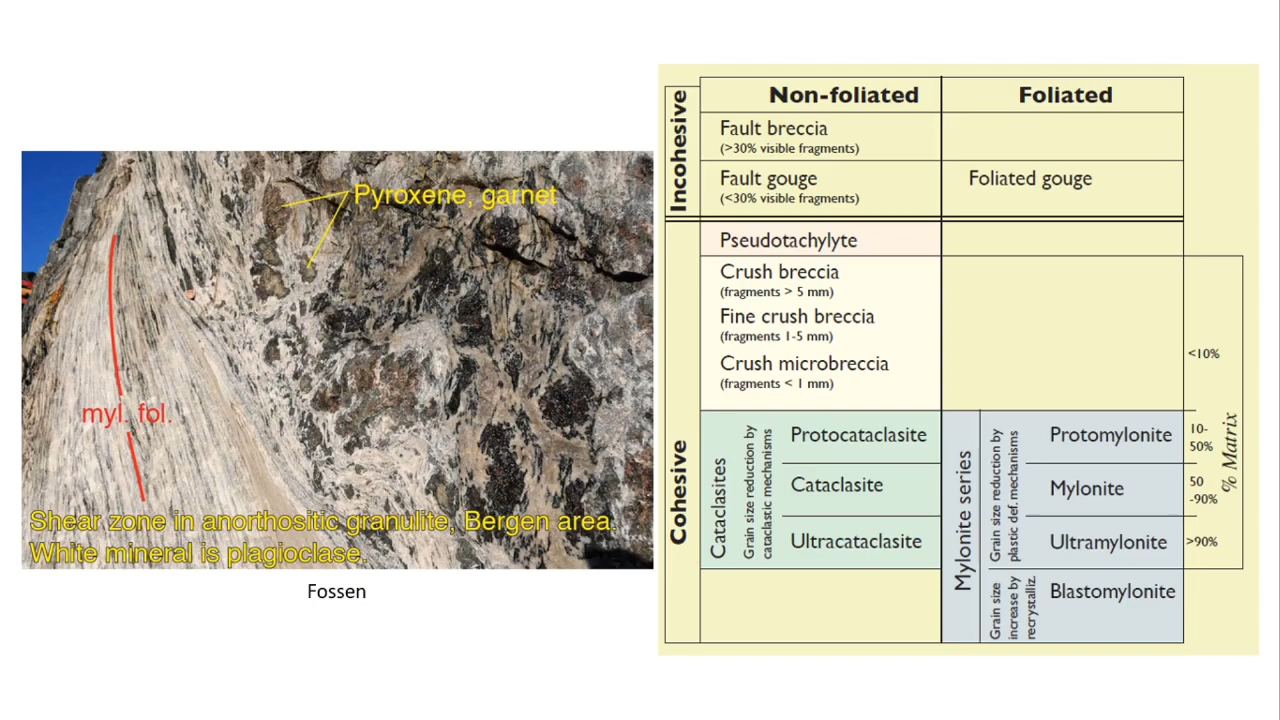 Pyroxene, garnet
myl. fol.
Shear zone in anorthositic granulite, Bergen area.
White mineral is plagioclase.
Fossen
Non-foliated
Foliated
Incohesive
Fault breccia
(>30% visible fragments)
Fault gouge
(<30% visible fragments)
Foliated gouge
Cohesive
Pseudotachylyte
Crush breccia
(fragments > 5 mm)
Fine crush breccia
(fragments 1-5 mm)
Crush microbreccia
(fragments < 1 mm)
<10%
Cataclasites
Grain size reduction by
cataclastic mechanisms
Protocataclasite
Cataclasite
Ultracataclasite
Mylonite series
Grain size reduction by
plastic def. mechanisms
Protomylonite
10-
50%
Mylonite
50
-90%
Ultramylonite
>90%
% Matrix
Grain size
increase by
recrystalliz.
Blastomylonite